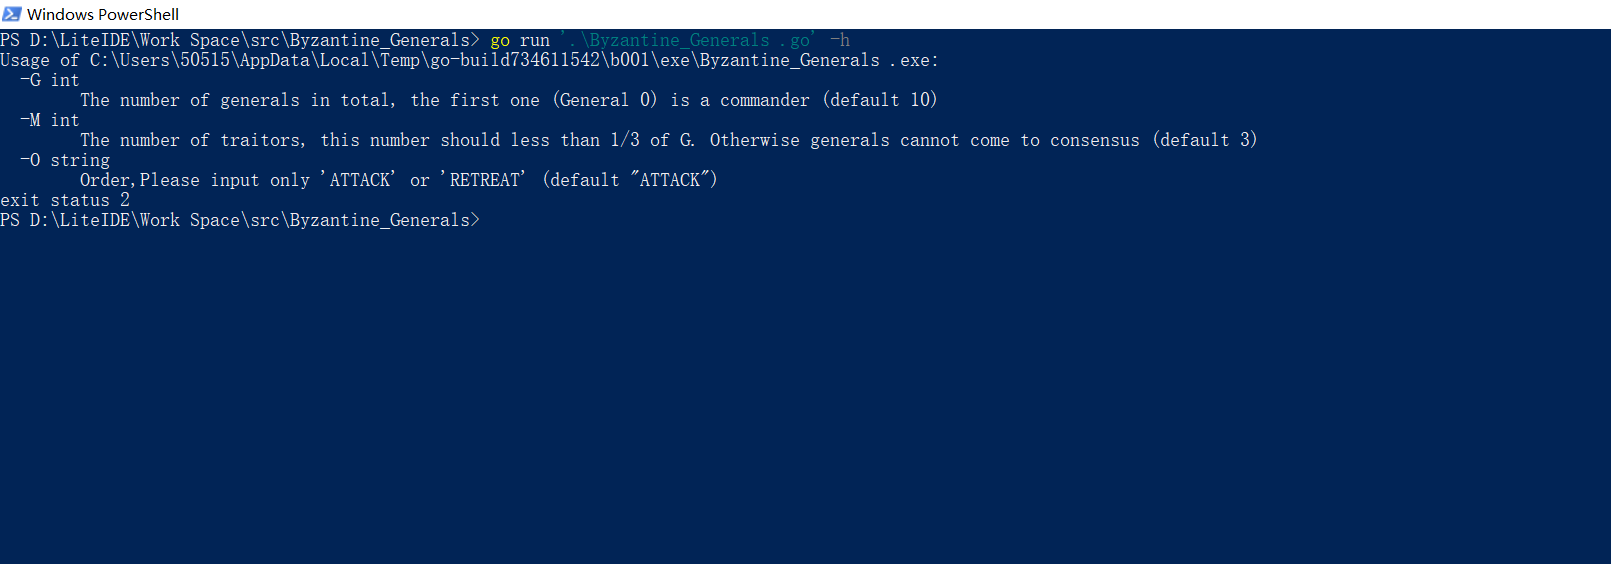 Windows PowerShell
PS D:\LiteIDE\Work Space\src\Byzantine_Generals> go run '.\Byzantine_Generals .go' -h
Usage of C:\Users\50515\AppData\Local\Temp\go-build734611542\b001\exe\Byzantine_Generals .exe:
  -G int
        The number of generals in total, the first one (General 0) is a commander (default 10)
  -M int
        The number of traitors, this number should less than 1/3 of G. Otherwise generals cannot come to consensus (default 3)
  -O string
        Order,Please input only 'ATTACK' or 'RETREAT' (default "ATTACK")
exit status 2
PS D:\LiteIDE\Work Space\src\Byzantine_Generals>